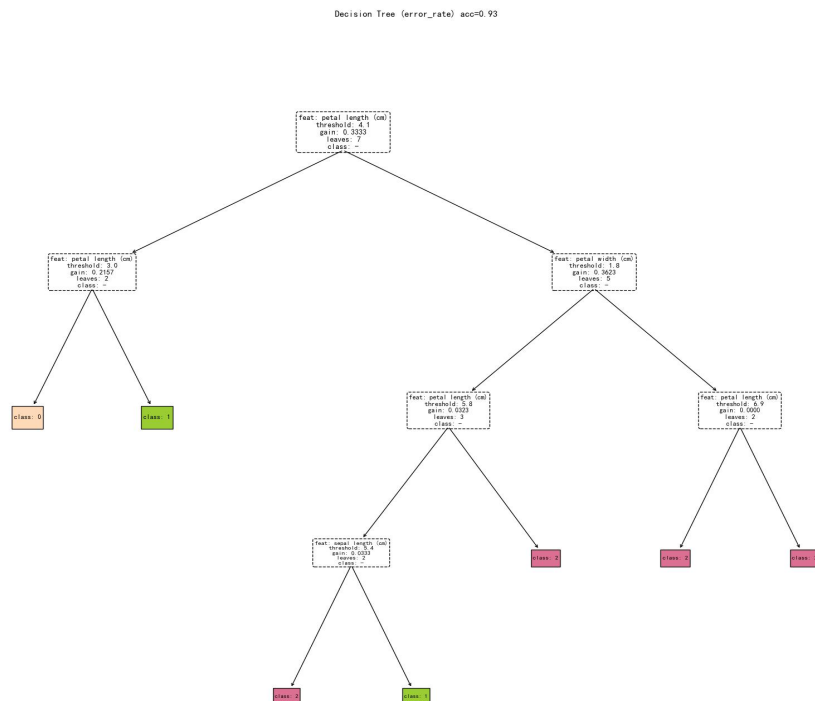 Decision Tree (error_rate) acc=0.93
feat: petal length (cm)
threshold: 4.1
gain: 0.3333
leaves: 7
class: -
feat: petal length (cm)
threshold: 3.0
gain: 0.2157
leaves: 2
class: -
feat: petal width (cm)
threshold: 1.8
gain: 0.3623
leaves: 5
class: -
class: 0
class: 1
feat: petal length (cm)
threshold: 5.8
gain: 0.0323
leaves: 3
class: -
feat: petal length (cm)
threshold: 6.9
gain: 0.0000
leaves: 2
class: -
feat: sepal length (cm)
threshold: 5.4
gain: 0.0333
leaves: 2
class: -
class: 2
class: 2
class:
class: 2
class: 1